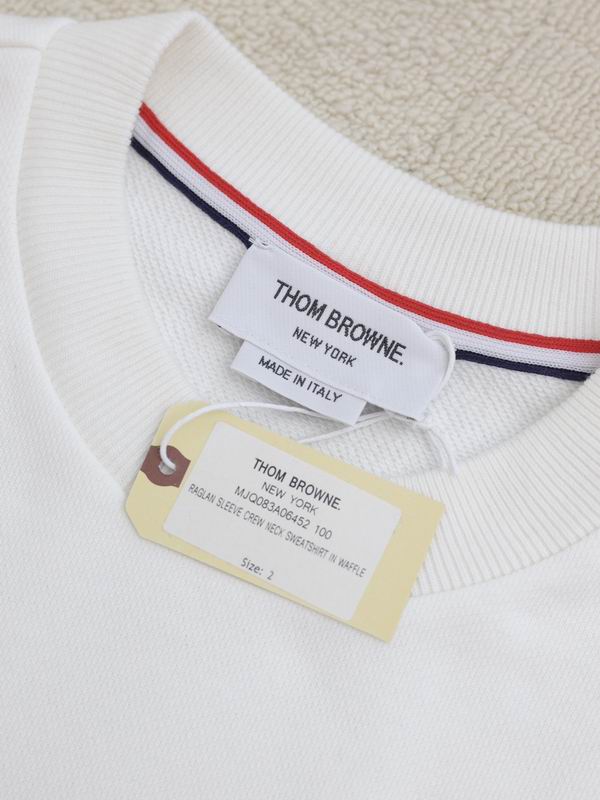 THOM BROWNE.
NEW YORK
MADE IN ITALY
THOM BROWNE.
NEW YORK
MJQ083A06452 100
RAGLAN SLEEVE CREW NECK SWEATSHIRT IN WAFFLE
Size: 2